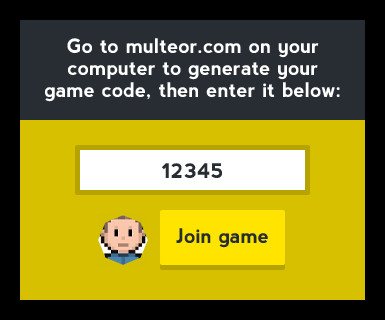 Go to multeor.com on your
computer to generate your
game code, then enter it below:
12345
Join game